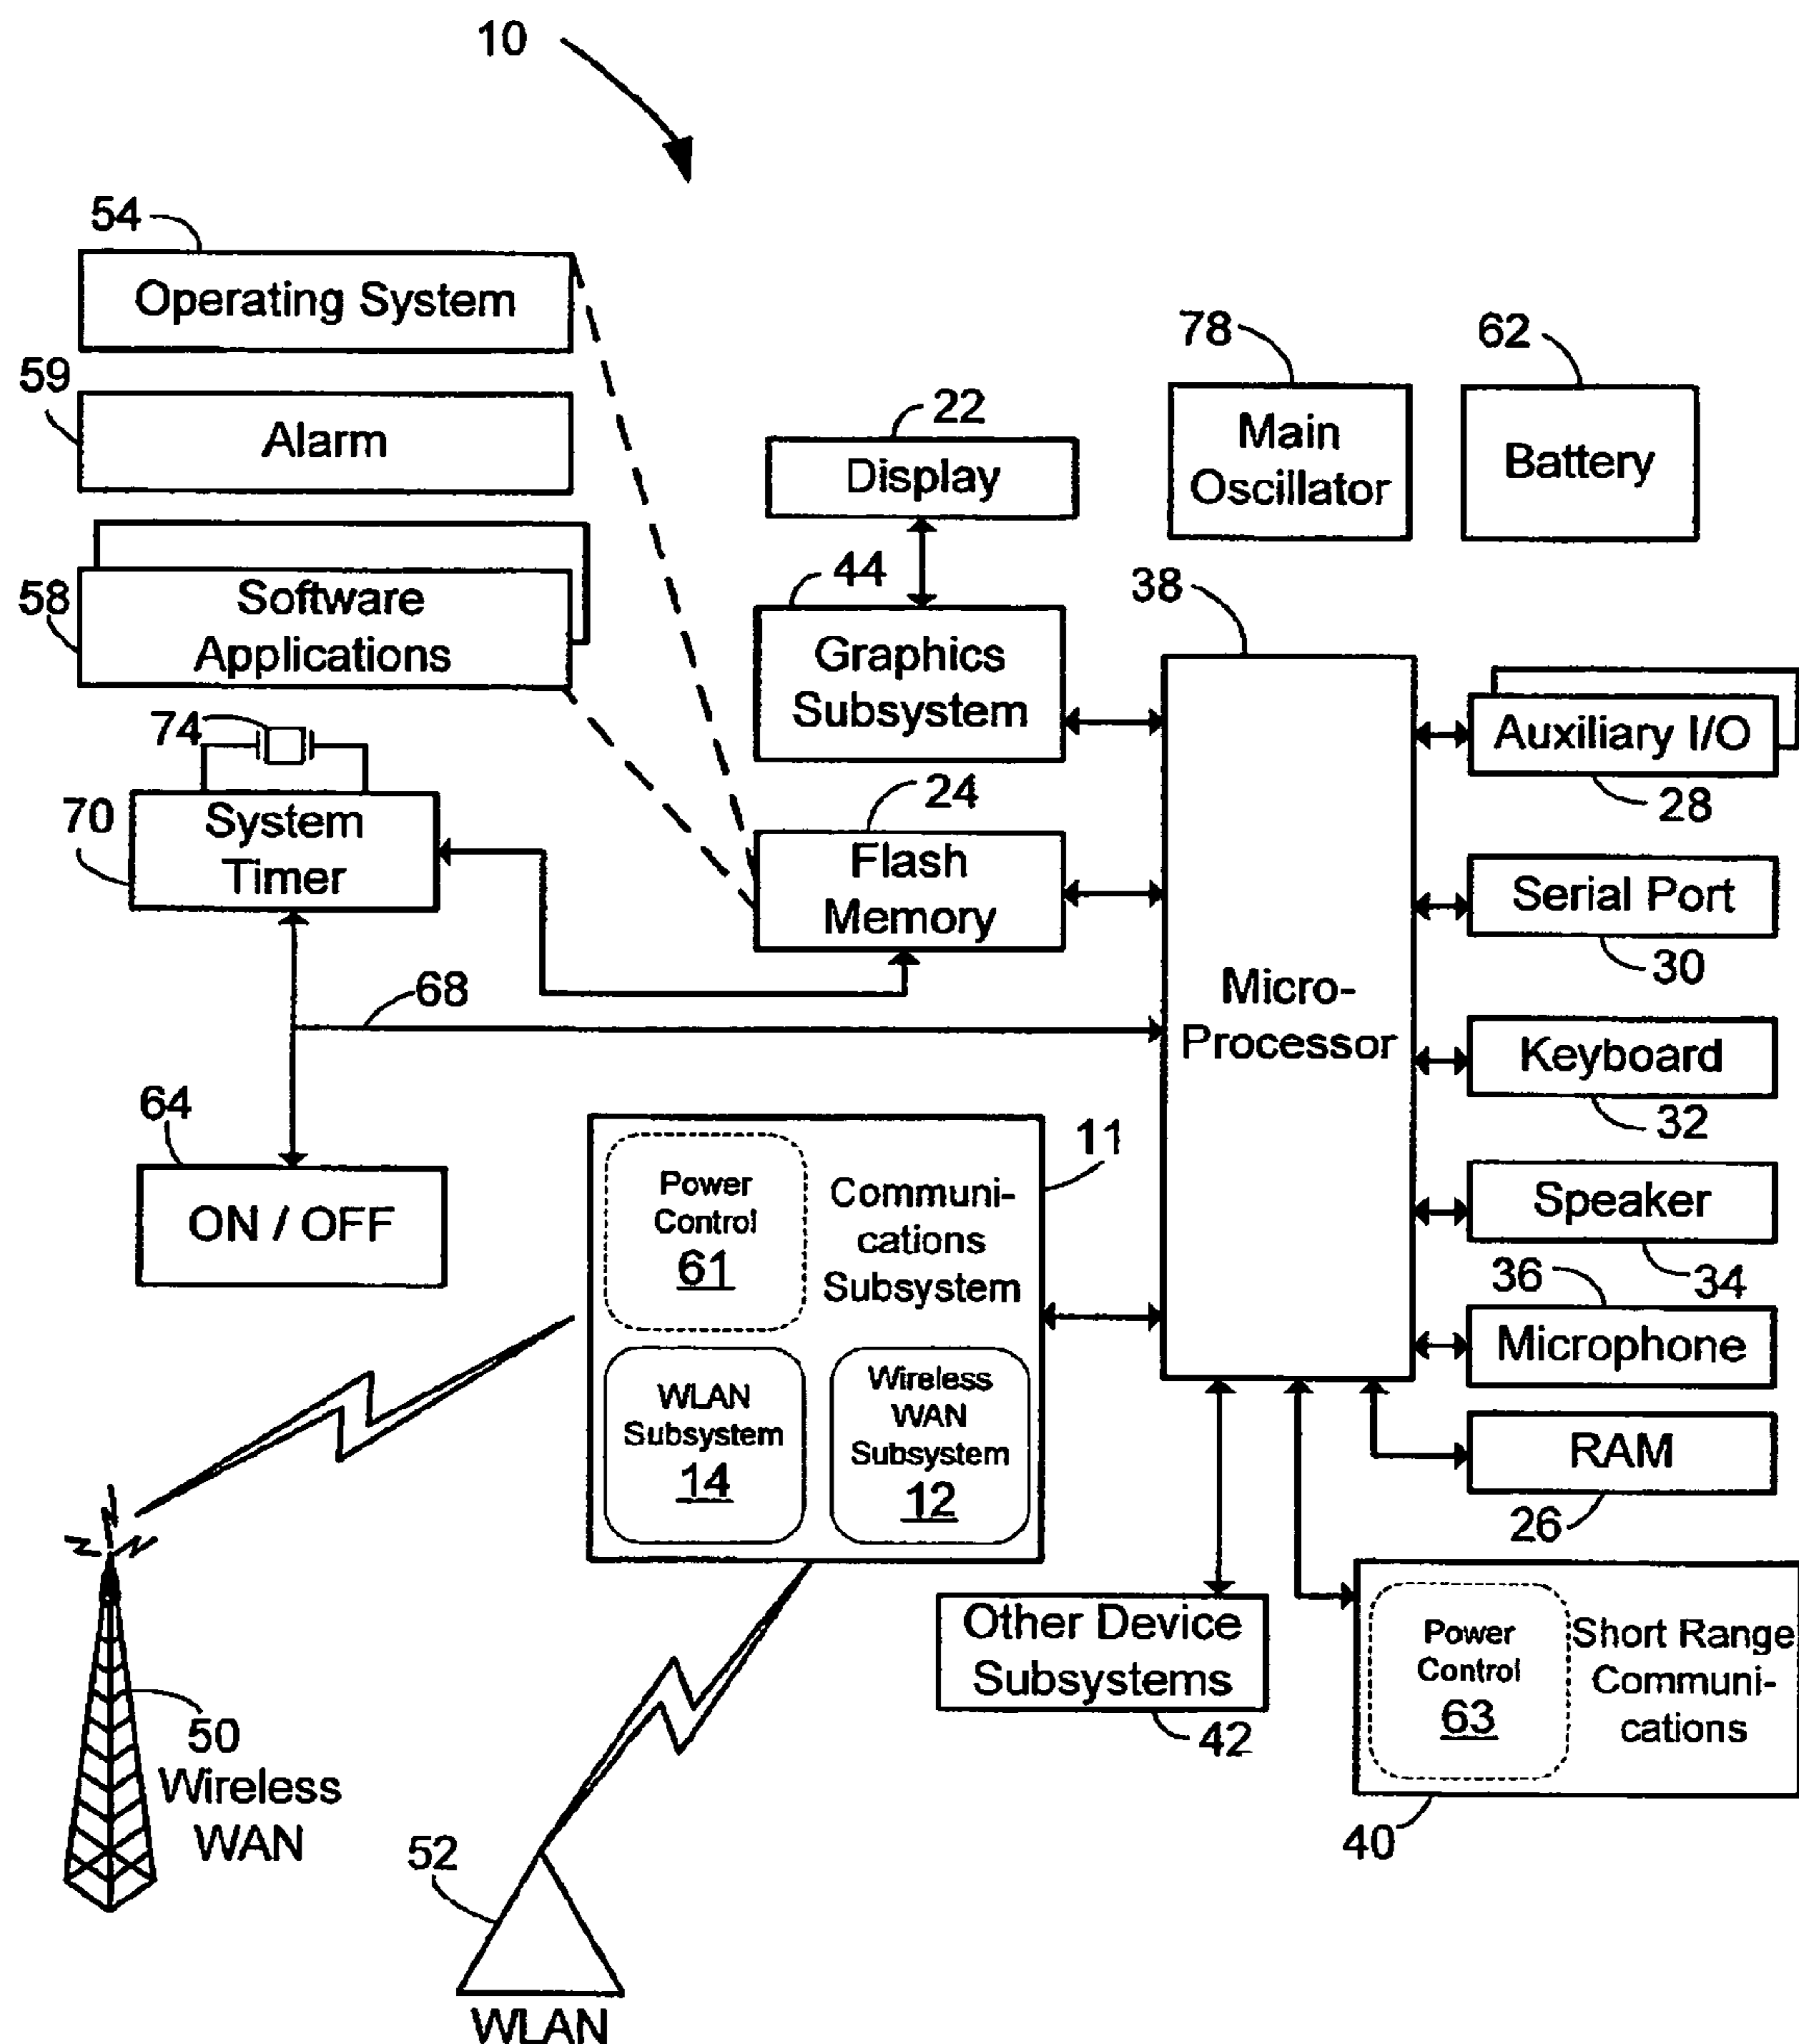 10
54
Operating System
59
Alarm
58
Software
Applications
74
70
System
Timer
64
ON / OFF
68
22
Display
44
Graphics
Subsystem
24
Flash
Memory
78
Main
Oscillator
62
Battery
38
Micro-
Processor
Auxiliary I/O
28
Serial Port
30
Keyboard
32
Speaker
34
36
Microphone
RAM
26
11
Power
Control
61
Communi-
cations
Subsystem
WLAN
Subsystem
14
Wireless
WAN
Subsystem
12
50
Wireless
WAN
52
WLAN
Other Device
Subsystems
42
Power
Control
63
Short Range
Communi-
cations
40